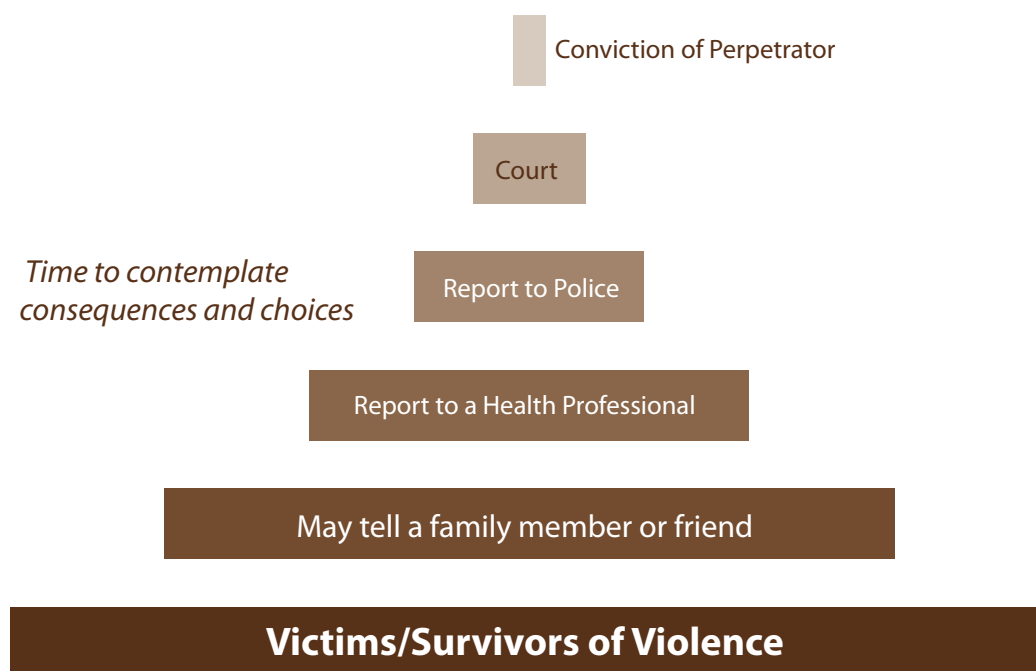 Conviction of Perpetrator
Court
Time to contemplate
consequences and choices
Report to Police
Report to a Health Professional
May tell a family member or friend
Victims/Survivors of Violence